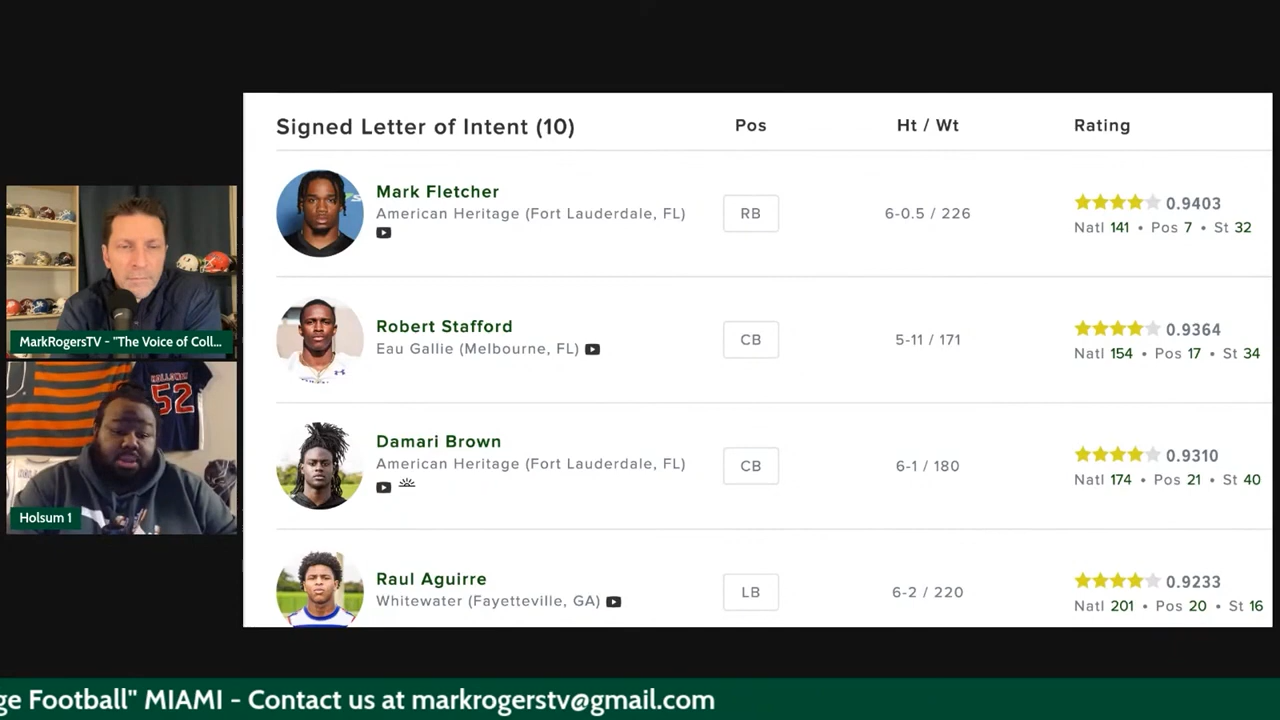 Signed Letter of Intent (10)
Pos
Ht / Wt
Rating
Mark Fletcher
American Heritage (Fort Lauderdale, FL)
RB
6-0.5 / 226
0.9403
Natl 141 • Pos 7 • St 32
Robert Stafford
Eau Gallie (Melbourne, FL)
CB
5-11 / 171
0.9364
Natl 154 • Pos 17 • St 34
Damari Brown
American Heritage (Fort Lauderdale, FL)
CB
6-1 / 180
0.9310
Natl 174 • Pos 21 • St 40
Raul Aguirre
Whitewater (Fayetteville, GA)
LB
6-2 / 220
0.9233
Natl 201 • Pos 20 • St 16
MarkRogersTV - "The Voice of Coll...
52
Holsum 1
ge Football" MIAMI - Contact us at markrogerstv@gmail.com